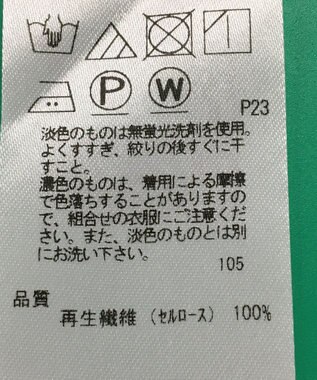 P W
P23
淡色のものは無蛍光洗剤を使用。
よくすすぎ、絞りの後すぐに干
すこと。
濃色のものは、着用による摩擦
で色落ちすることがありますの
で、組合せの衣服にご注意くだ
さい。また、淡色のものとは別
にお洗い下さい。
105
品質
再生繊維（セルロース） 100%